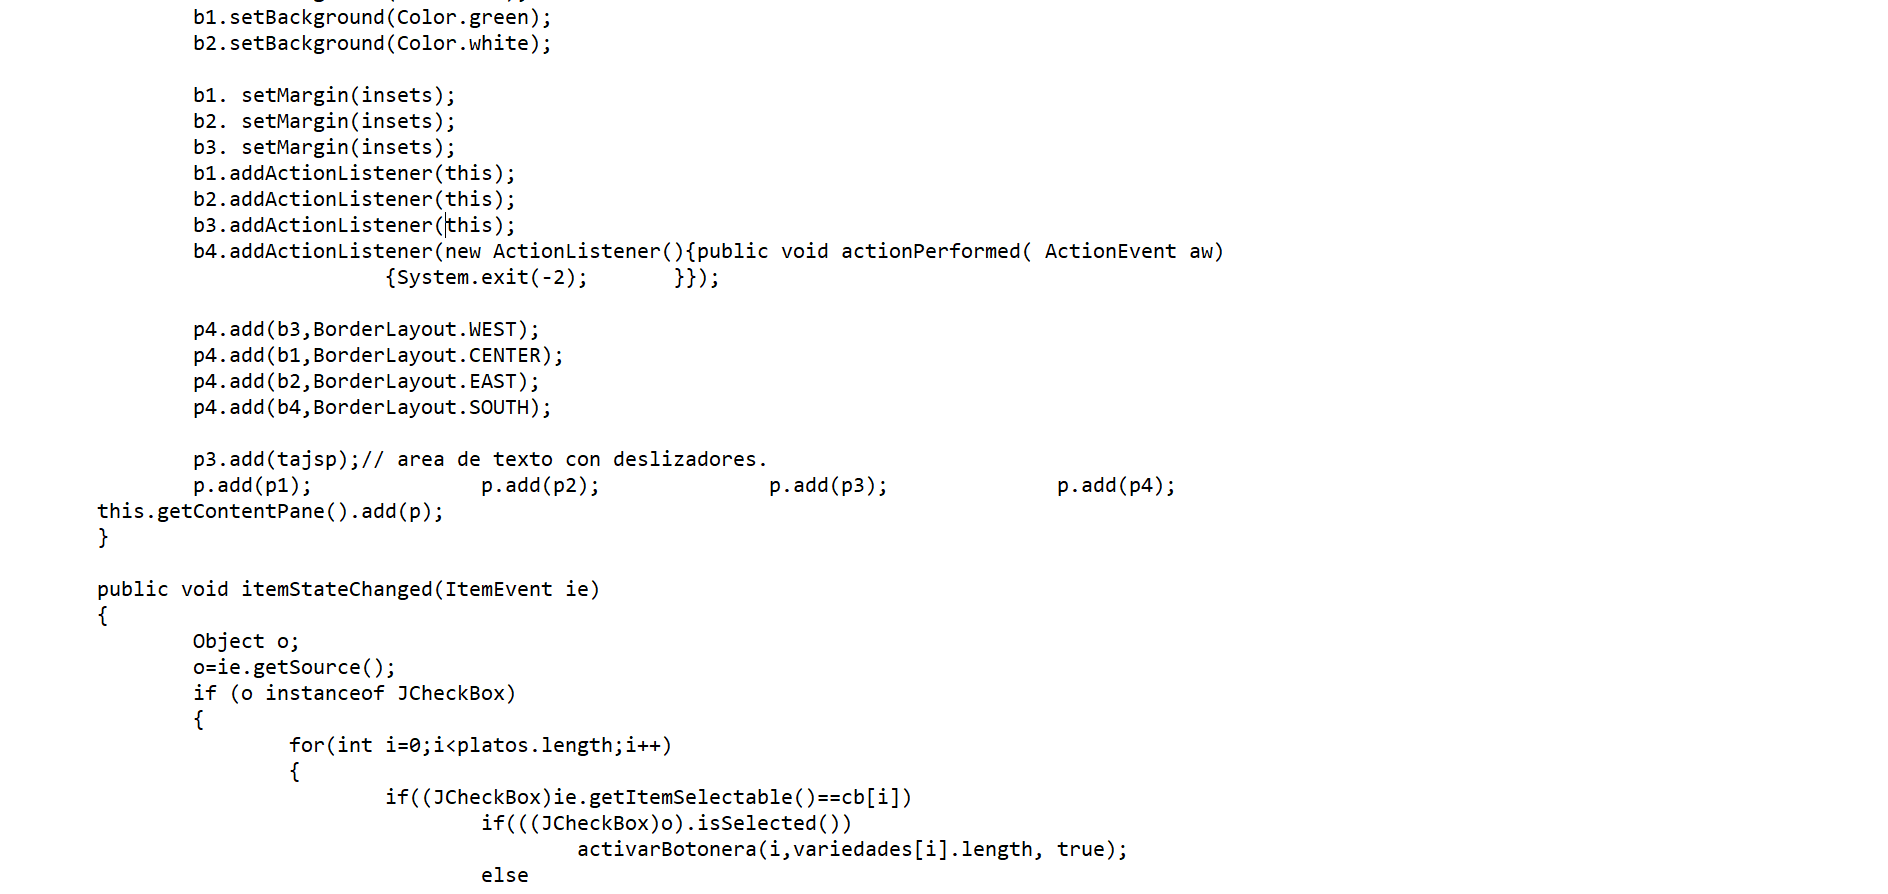 b1.setBackground(Color.green);
b2.setBackground(Color.white);
b1. setMargin(insets);
b2. setMargin(insets);
b3. setMargin(insets);
b1.addActionListener(this);
b2.addActionListener(this);
b3.addActionListener(this);
b4.addActionListener(new ActionListener(){public void actionPerformed( ActionEvent aw)
{System.exit(-2); }});
p4.add(b3,BorderLayout.WEST);
p4.add(b1,BorderLayout.CENTER);
p4.add(b2,BorderLayout.EAST);
p4.add(b4,BorderLayout.SOUTH);
p3.add(tajsp);// area de texto con deslizadores.
p.add(p1); p.add(p2); p.add(p3); p.add(p4);
this.getContentPane().add(p);
}
public void itemStateChanged(ItemEvent ie)
{
Object o;
o=ie.getSource();
if (o instanceof JCheckBox)
{
for(int i=0;i<platos.length;i++)
{
if((JCheckBox)ie.getItemSelectable()==cb[i])
if(((JCheckBox)o).isSelected())
activarBotonera(i,variedades[i].length, true);
else